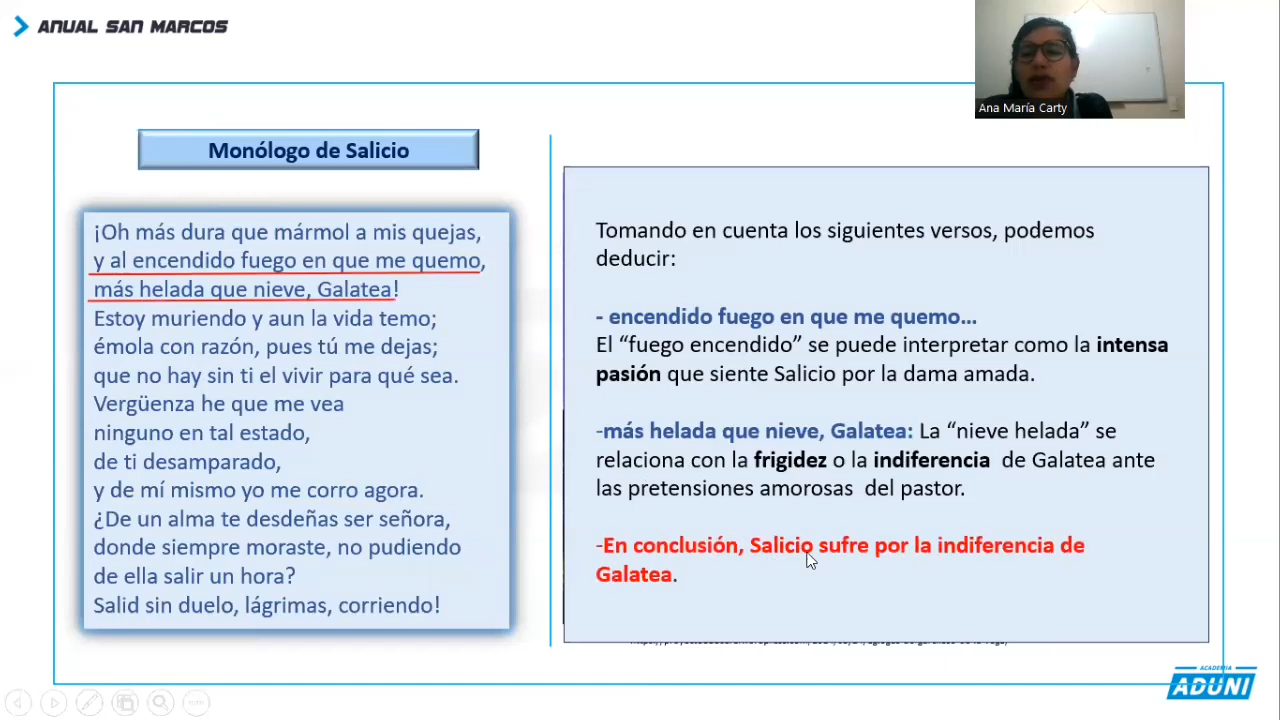 ANUAL SAN MARCOS
Ana María Carty
Monólogo de Salicio
¡Oh más dura que mármol a mis quejas,
y al encendido fuego en que me quemo,
más helada que nieve, Galatea!
Estoy muriendo y aun la vida temo;
émola con razón, pues tú me dejas;
que no hay sin ti el vivir para qué sea.
Vergüenza he que me vea
ninguno en tal estado,
de ti desamparado,
y de mí mismo yo me corro agora.
¿De un alma te desdeñas ser señora,
donde siempre moraste, no pudiendo
de ella salir un hora?
Salid sin duelo, lágrimas, corriendo!
Tomando en cuenta los siguientes versos, podemos
deducir:
- encendido fuego en que me quemo...
El “fuego encendido” se puede interpretar como la intensa
pasión que siente Salicio por la dama amada.
-más helada que nieve, Galatea: La “nieve helada” se
relaciona con la frigidez o la indiferencia de Galatea ante
las pretensiones amorosas del pastor.
-En conclusión, Salicio sufre por la indiferencia de
Galatea.
ACADEMIA
ADUNI